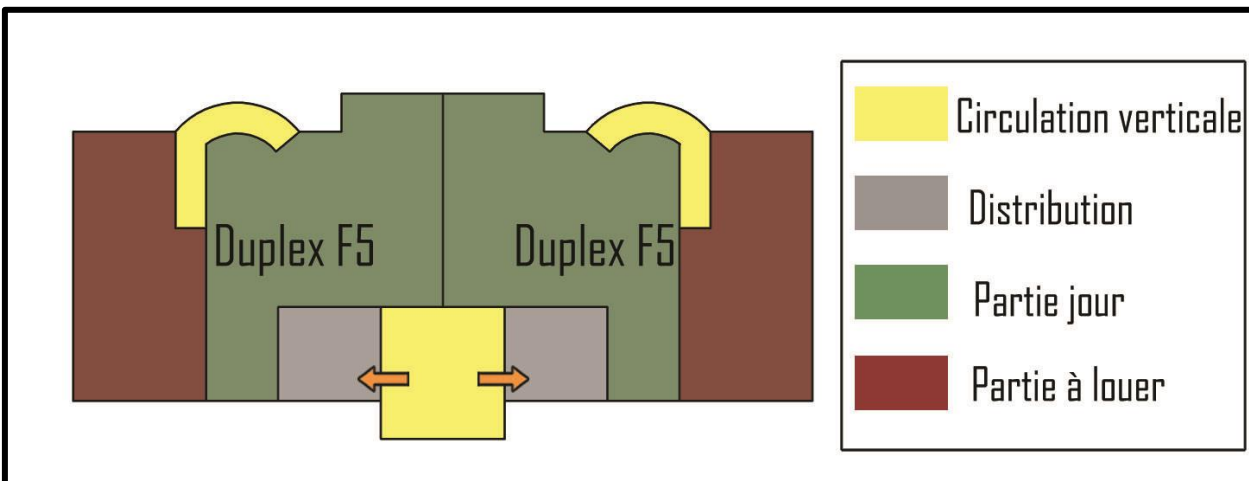 Circulation verticale
Distribution
Duplex F5
Duplex F5
Partie jour
Partie à louer